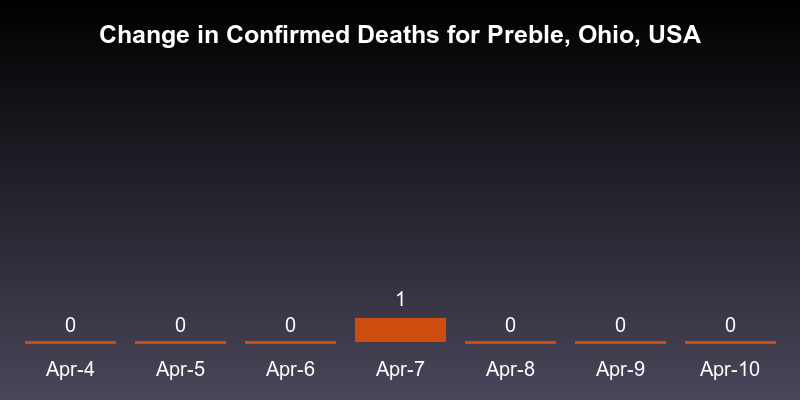 Change in Confirmed Deaths for Preble, Ohio, USA
1
0 0 0 0 0 0
Apr-4 Apr-5 Apr-6 Apr-7 Apr-8 Apr-9 Apr-10